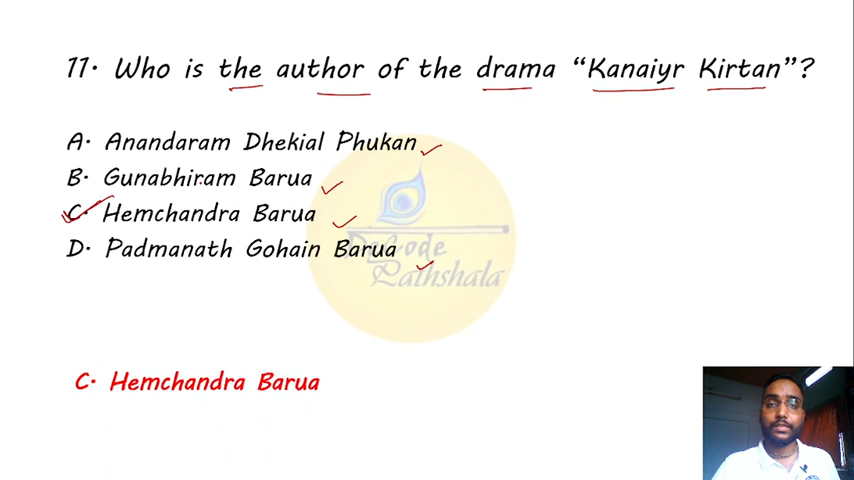 11. Who is the author of the drama “Kanaiyr Kirtan”?
A. Anandaram Dhekial Phukan
B. Gunabhiram Barua
C. Hemchandra Barua
D. Padmanath Gohain Barua
DeCode
Pathshala
C. Hemchandra Barua